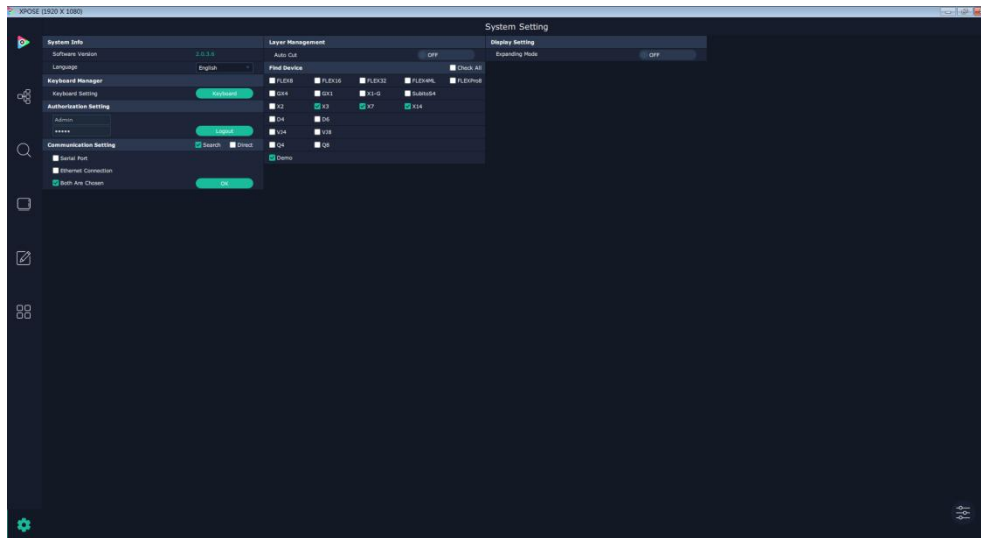 XPOSE (1920 X 1080)
System Setting
System Info
Software Version 2.0.3.6
Language English
Keyboard Manager
Keyboard Setting Keyboard
Authorization Setting
Admin
***** Logout
Communication Setting Search Direct
Serial Port
Ethernet Connection
Both Are Chosen OK
Layer Management
Auto Cut OFF
Find Device Check All
FLEX8 FLEX16 FLEX32 FLEX4ML FLEXPro8
GX4 GX1 X1-G Subito54
X2 X3 X7 X14
D4 D6
VJ4 VJ8
Q4 Q8
Demo
Display Setting
Expanding Mode OFF